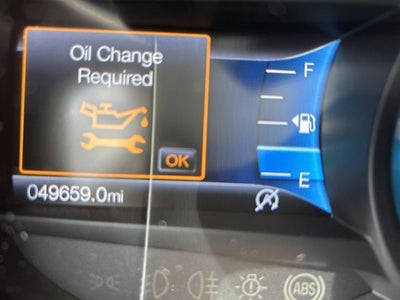 Oil Change
Required
OK
F
E
049659.0mi
ABS